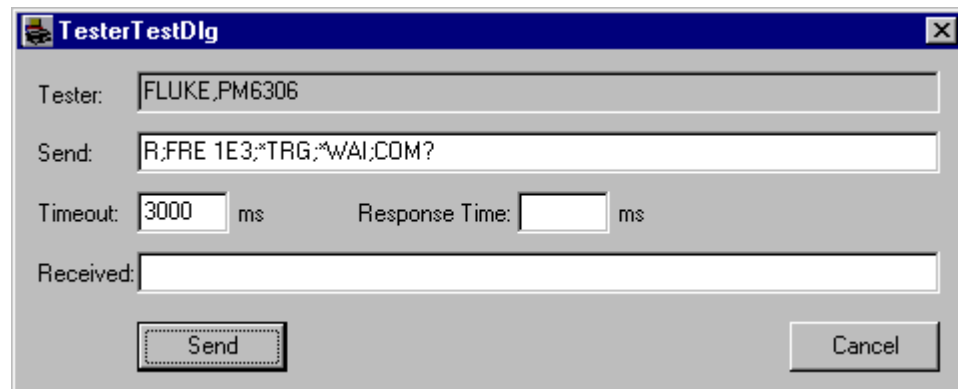 TesterTestDlg
Tester: FLUKE,PM6306
Send: R;FRE 1E3;*TRG;*WAI;COM?
Timeout: 3000 ms Response Time: ms
Received:
Send Cancel